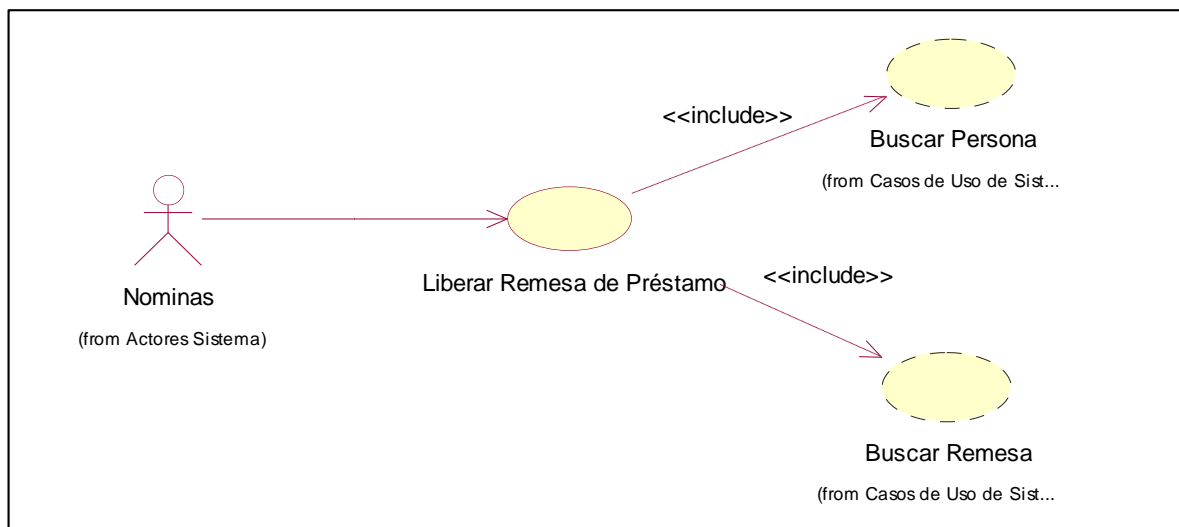 <<include>>
Buscar Persona
(from Casos de Uso de Sist...
Nominas
(from Actores Sistema)
Liberar Remesa de Préstamo
<<include>>
Buscar Remesa
(from Casos de Uso de Sist...